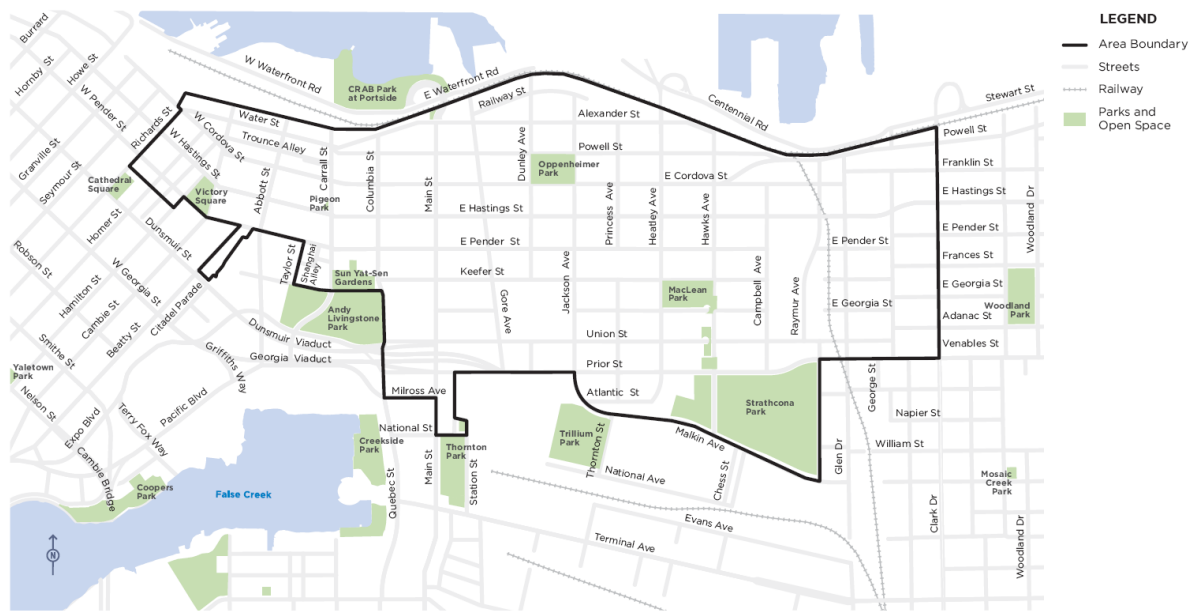 LEGEND
Area Boundary
Streets
Railway
Parks and
Open Space
Burrard
Hornby St
Howe St
W Pender St
Granville St
Seymour St
Richards St
W Waterfront Rd
E Waterfront Rd
CRAB Park
at Portside
Railway St
Centennial Rd
Stewart St
Water St
W Cordova St
Trounce Alley
W Hastings St
Alexander St
Powell St
Powell St
Dunley Ave
Oppenheimer
Park
E Cordova St
Franklin St
Cathedral
Square
Victory
Square
Abbott St
Carrall St
Pigeon
Park
Columbia St
Main St
E Hastings St
E Hastings St
Princess Ave
Heatley Ave
Hawks Ave
Woodland Dr
Homer St
Dunsmuir St
E Pender St
E Pender St
E Pender St
Robson St
W Georgia St
Hamilton St
Cambie St
Beatty St
Citadel Parade
Taylor St
Shanghai
Alley
Sun Yat-Sen
Gardens
Keefer St
Gore Ave
Jackson Ave
MacLean
Park
Campbell Ave
Raymur Ave
Frances St
E Georgia St
E Georgia St
Woodland
Park
Adanac St
Andy
Livingstone
Park
Union St
Venables St
Smithe St
Dunsmuir Viaduct
Georgia Viaduct
Griffiths Way
Prior St
Yaletown
Park
Nelson St
Expo Blvd
Terry Fox Way
Pacific Blvd
Milross Ave
Atlantic St
Strathcona
Park
George St
Napier St
National St
Creekside
Park
Thornton
Park
Trillium
Park
Thornton St
Malkin Ave
William St
Glen Dr
Cambie Bridge
Coopers
Park
False Creek
Quebec St
Main St
Station St
National Ave
Chess St
Mosaic
Creek
Park
Clark Dr
Woodland Dr
Evans Ave
Terminal Ave
N